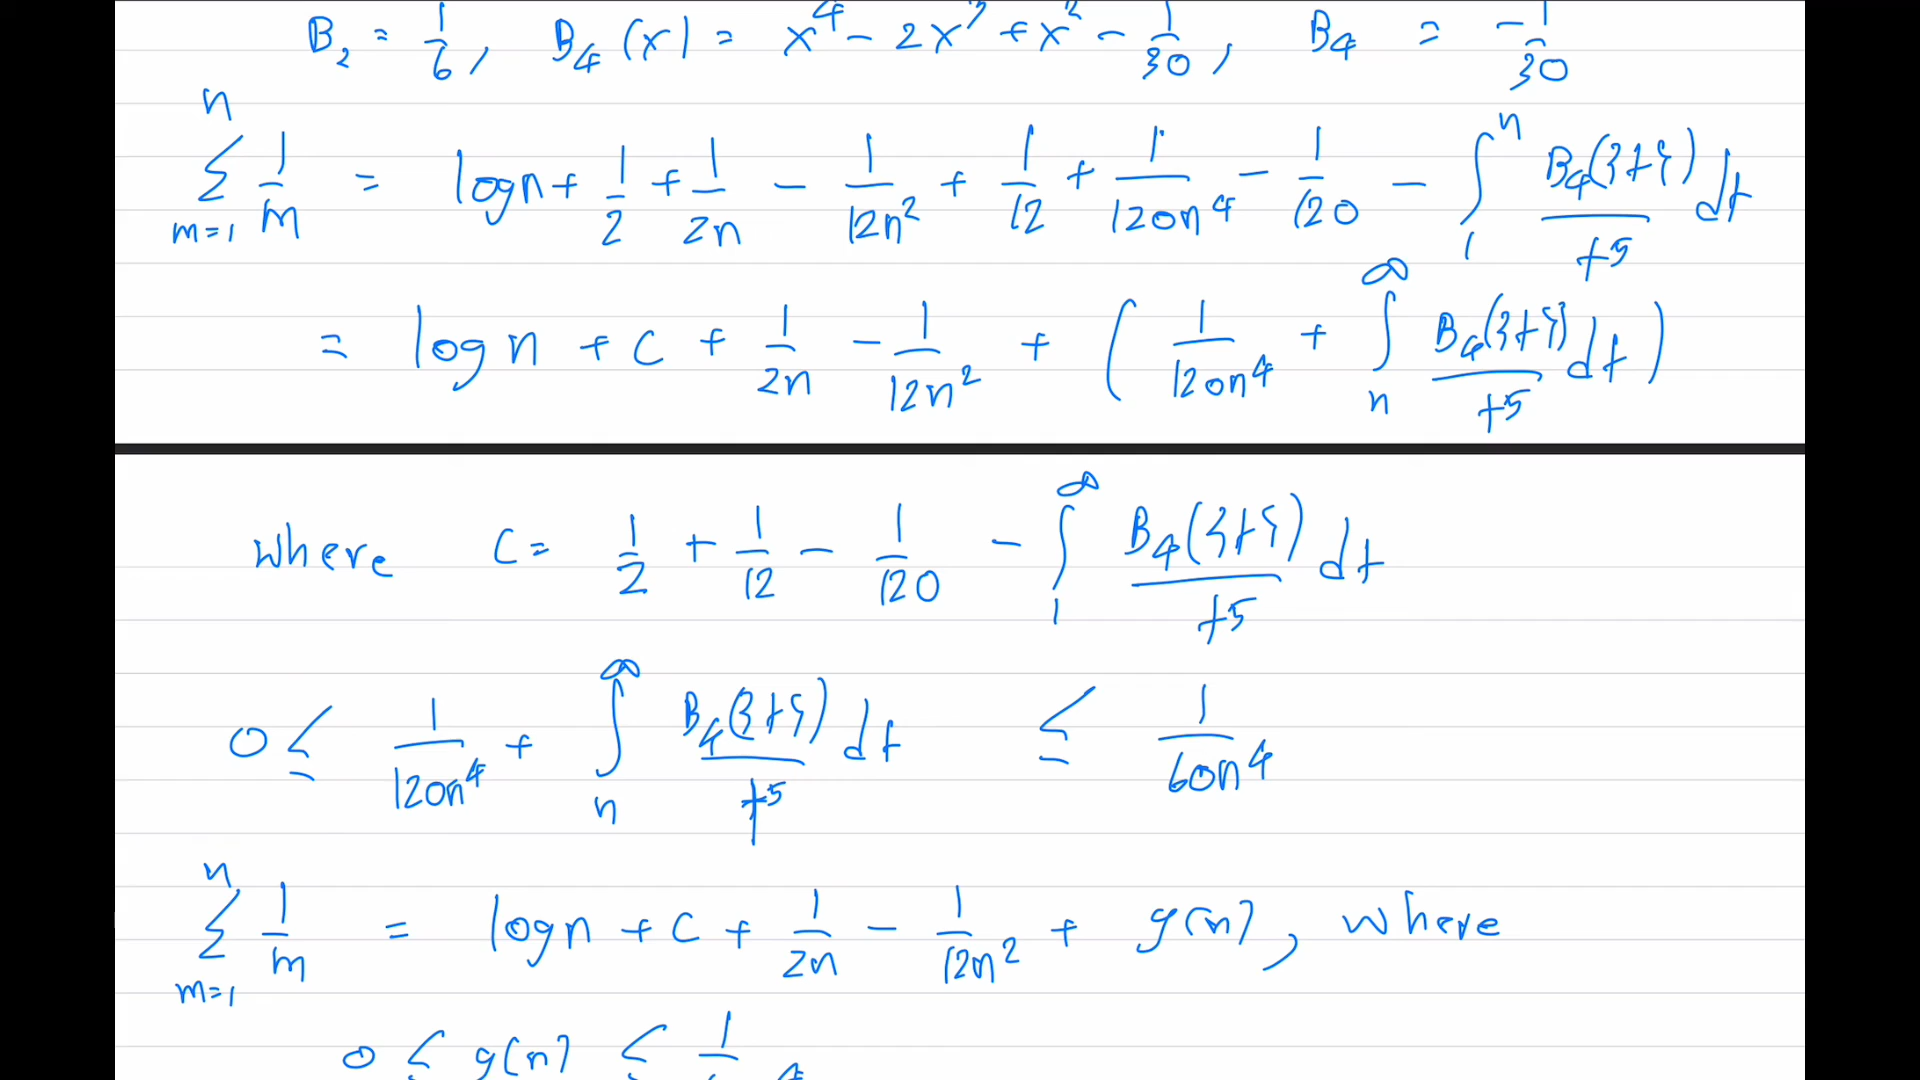 B₂ = 1/6, B₄(x) = x⁴ - 2x³ + x² - 1/30, B₄ = -1/30
∑_{m=1}^{n} 1/m = log n + 1/2 + 1/2n - 1/12n² + 1/12 + 1/120n⁴ - 1/120 - ∫_1^n B₄({t})/t⁵ dt
= log n + C + 1/2n - 1/12n² + ( 1/120n⁴ + ∫_n^∞ B₄({t})/t⁵ dt )
where C = 1/2 + 1/12 - 1/120 - ∫_1^∞ B₄({t})/t⁵ dt
0 ≤ 1/120n⁴ + ∫_n^∞ B₄({t})/t⁵ dt ≤ 1/60n⁴
∑_{m=1}^{n} 1/m = log n + C + 1/2n - 1/12n² + g(n), where
0 ≤ g(n) ≤ 1